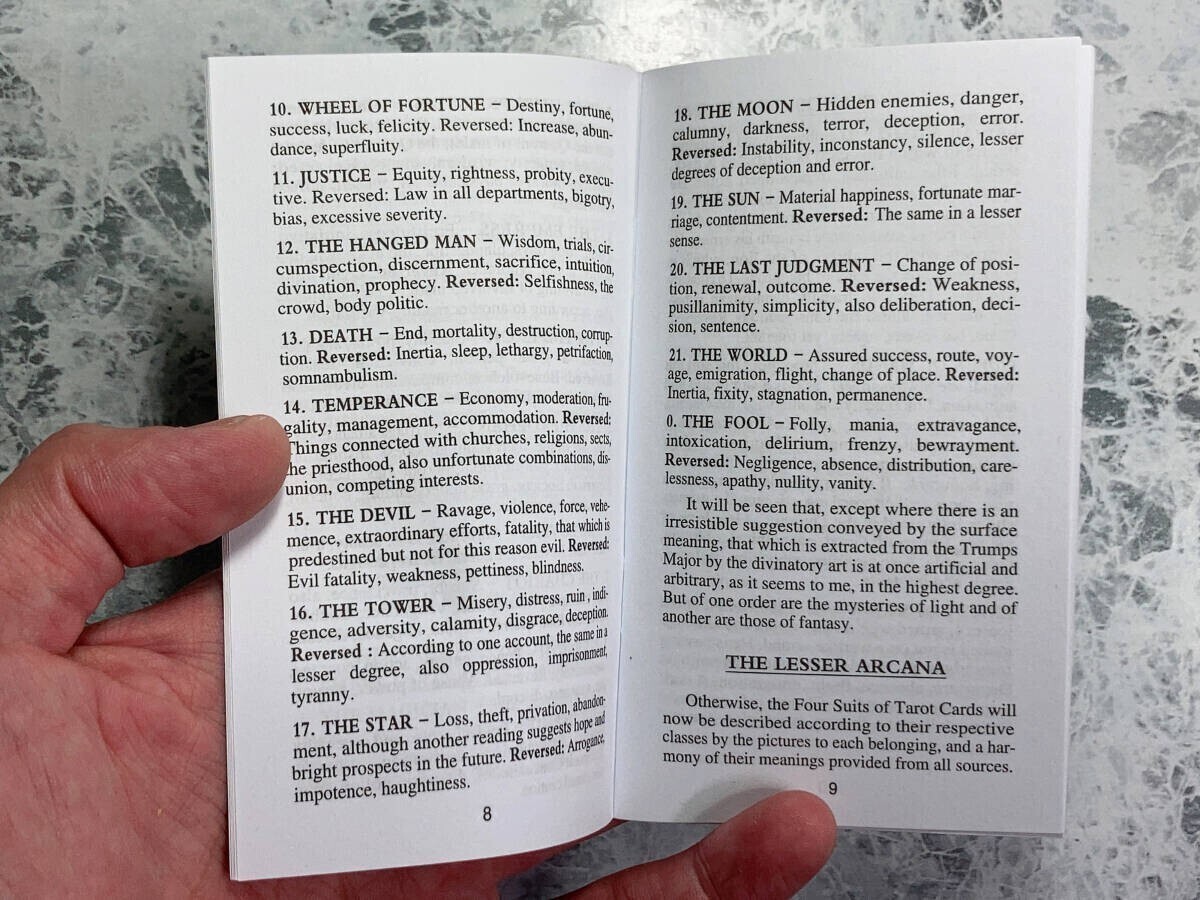 10. WHEEL OF FORTUNE – Destiny, fortune,
success, luck, felicity. Reversed: Increase, abun-
dance, superfluity.
11. JUSTICE – Equity, rightness, probity, execu-
tive. Reversed: Law in all departments, bigotry,
bias, excessive severity.
12. THE HANGED MAN – Wisdom, trials, cir-
cumspection, discernment, sacrifice, intuition,
divination, prophecy. Reversed: Selfishness, the
crowd, body politic.
13. DEATH – End, mortality, destruction, corrup-
tion. Reversed: Inertia, sleep, lethargy, petrifaction,
somnambulism.
14. TEMPERANCE – Economy, moderation, fru-
gality, management, accommodation. Reversed:
Things connected with churches, religions, sects,
the priesthood, also unfortunate combinations, dis-
union, competing interests.
15. THE DEVIL – Ravage, violence, force, vehe-
mence, extraordinary efforts, fatality, that which is
predestined but not for this reason evil. Reversed:
Evil fatality, weakness, pettiness, blindness.
16. THE TOWER – Misery, distress, ruin , indi-
gence, adversity, calamity, disgrace, deception.
Reversed : According to one account, the same in a
lesser degree, also oppression, imprisonment,
tyranny.
17. THE STAR – Loss, theft, privation, abandon-
ment, although another reading suggests hope and
bright prospects in the future. Reversed: Arrogance,
impotence, haughtiness.
8
18. THE MOON – Hidden enemies, danger,
calumny, darkness, terror, deception, error.
Reversed: Instability, inconstancy, silence, lesser
degrees of deception and error.
19. THE SUN – Material happiness, fortunate mar-
riage, contentment. Reversed: The same in a lesser
sense.
20. THE LAST JUDGMENT – Change of posi-
tion, renewal, outcome. Reversed: Weakness,
pusillanimity, simplicity, also deliberation, deci-
sion, sentence.
21. THE WORLD – Assured success, route, voy-
age, emigration, flight, change of place. Reversed:
Inertia, fixity, stagnation, permanence.
0. THE FOOL – Folly, mania, extravagance,
intoxication, delirium, frenzy, bewrayment.
Reversed: Negligence, absence, distribution, care-
lessness, apathy, nullity, vanity.
It will be seen that, except where there is an
irresistible suggestion conveyed by the surface
meaning, that which is extracted from the Trumps
Major by the divinatory art is at once artificial and
arbitrary, as it seems to me, in the highest degree.
But of one order are the mysteries of light and of
another are those of fantasy.
THE LESSER ARCANA
Otherwise, the Four Suits of Tarot Cards will
now be described according to their respective
classes by the pictures to each belonging, and a har-
mony of their meanings provided from all sources.
9